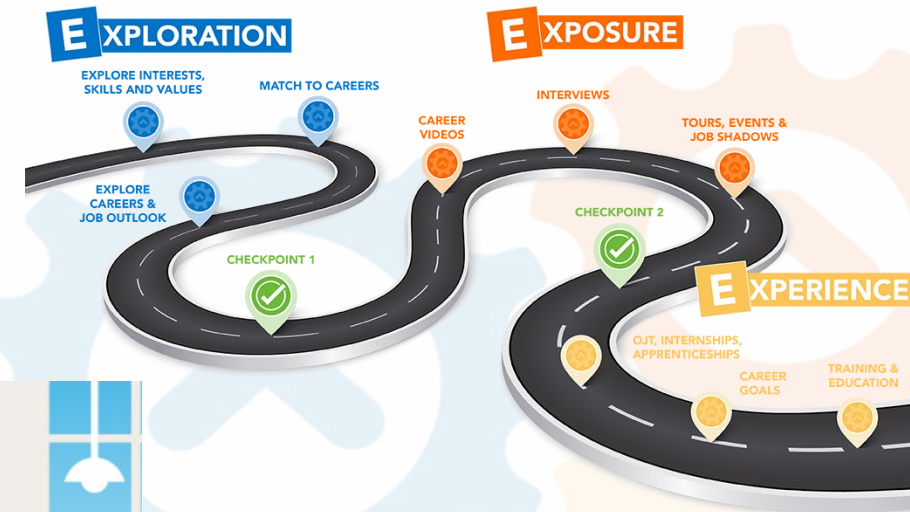 EXPLORATION
EXPOSURE
EXPLORE INTERESTS,
SKILLS AND VALUES
MATCH TO CAREERS
INTERVIEWS
CAREER
VIDEOS
TOURS, EVENTS &
JOB SHADOWS
EXPLORE
CAREERS &
JOB OUTLOOK
CHECKPOINT 1
CHECKPOINT 2
EXPERIENCE
OJT, INTERNSHIPS,
APPRENTICESHIPS
CAREER
GOALS
TRAINING &
EDUCATION